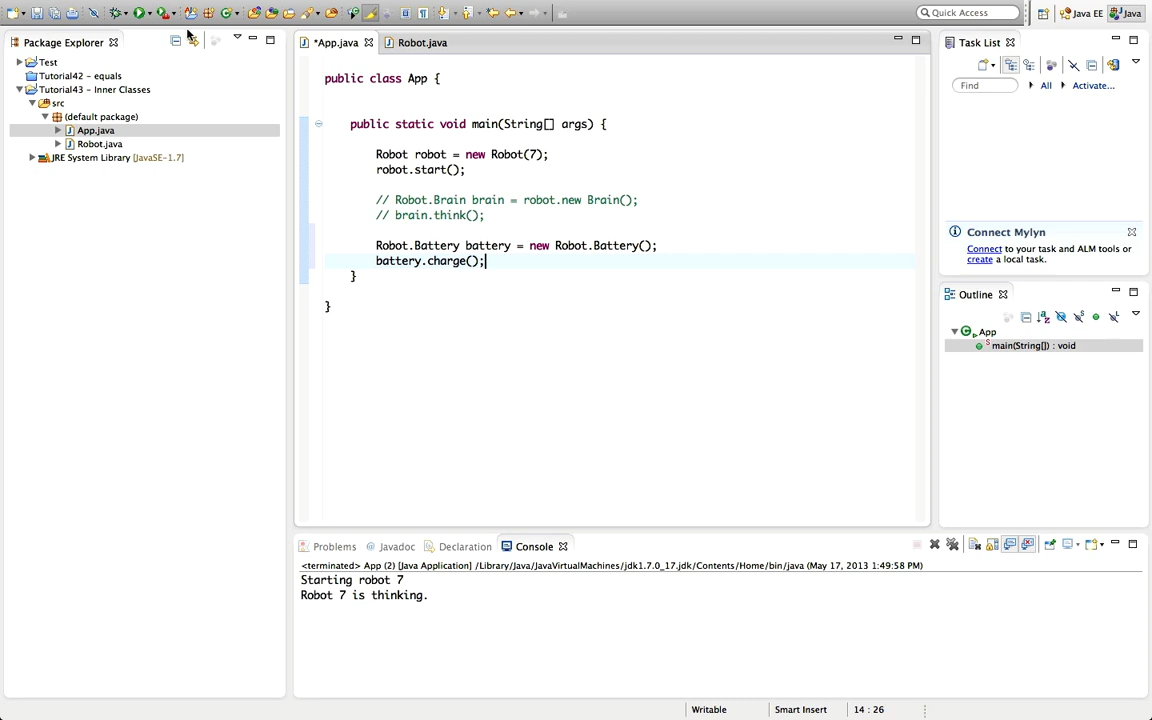 Quick Access
Java EE
Java
Package Explorer
Test
Tutorial42 - equals
Tutorial43 - Inner Classes
src
(default package)
App.java
Robot.java
JRE System Library [JavaSE-1.7]
*App.java
Robot.java
public class App {
public static void main(String[] args) {
Robot robot = new Robot(7);
robot.start();
// Robot.Brain brain = robot.new Brain();
// brain.think();
Robot.Battery battery = new Robot.Battery();
battery.charge();
}
}
Task List
Find
All
Activate...
Connect Mylyn
Connect to your task and ALM tools or
create a local task.
Outline
App
main(String[]) : void
Problems
Javadoc
Declaration
Console
<terminated> App (2) [Java Application] /Library/Java/JavaVirtualMachines/jdk1.7.0_17.jdk/Contents/Home/bin/java (May 17, 2013 1:49:58 PM)
Starting robot 7
Robot 7 is thinking.
Writable
Smart Insert
14 : 26